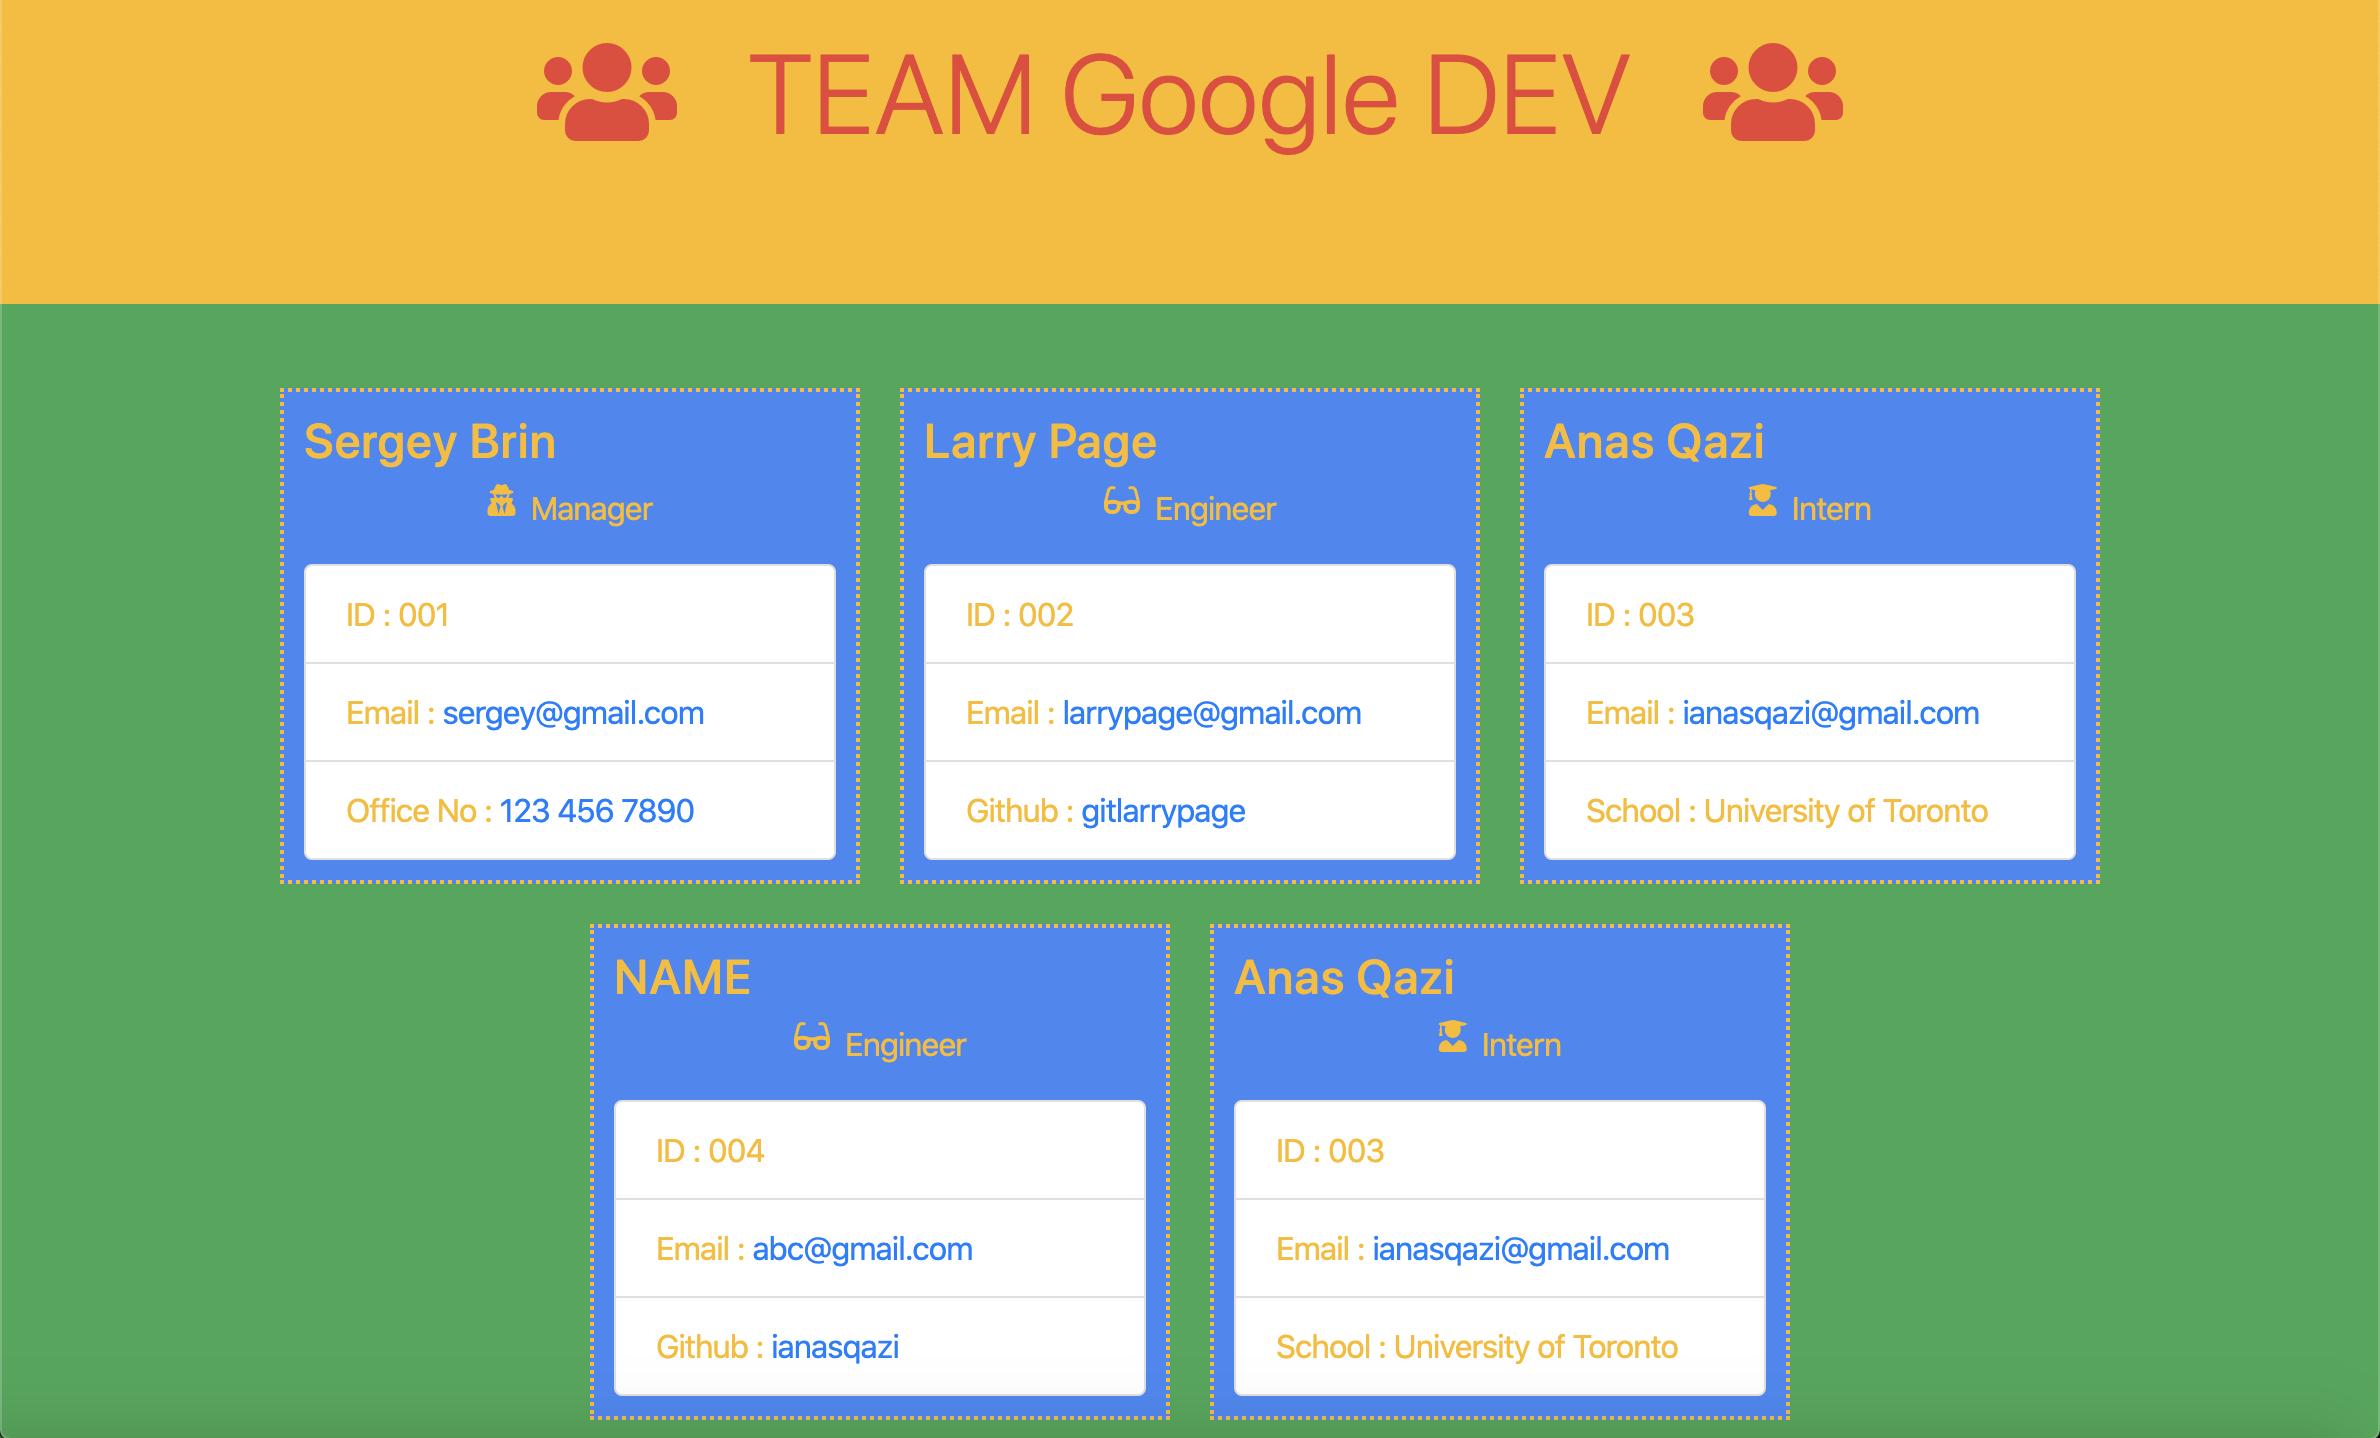 TEAM Google DEV
Sergey Brin
Manager
ID : 001
Email : sergey@gmail.com
Office No : 123 456 7890
Larry Page
Engineer
ID : 002
Email : larrypage@gmail.com
Github : gitlarrypage
Anas Qazi
Intern
ID : 003
Email : ianasqazi@gmail.com
School : University of Toronto
NAME
Engineer
ID : 004
Email : abc@gmail.com
Github : ianasqazi
Anas Qazi
Intern
ID : 003
Email : ianasqazi@gmail.com
School : University of Toronto